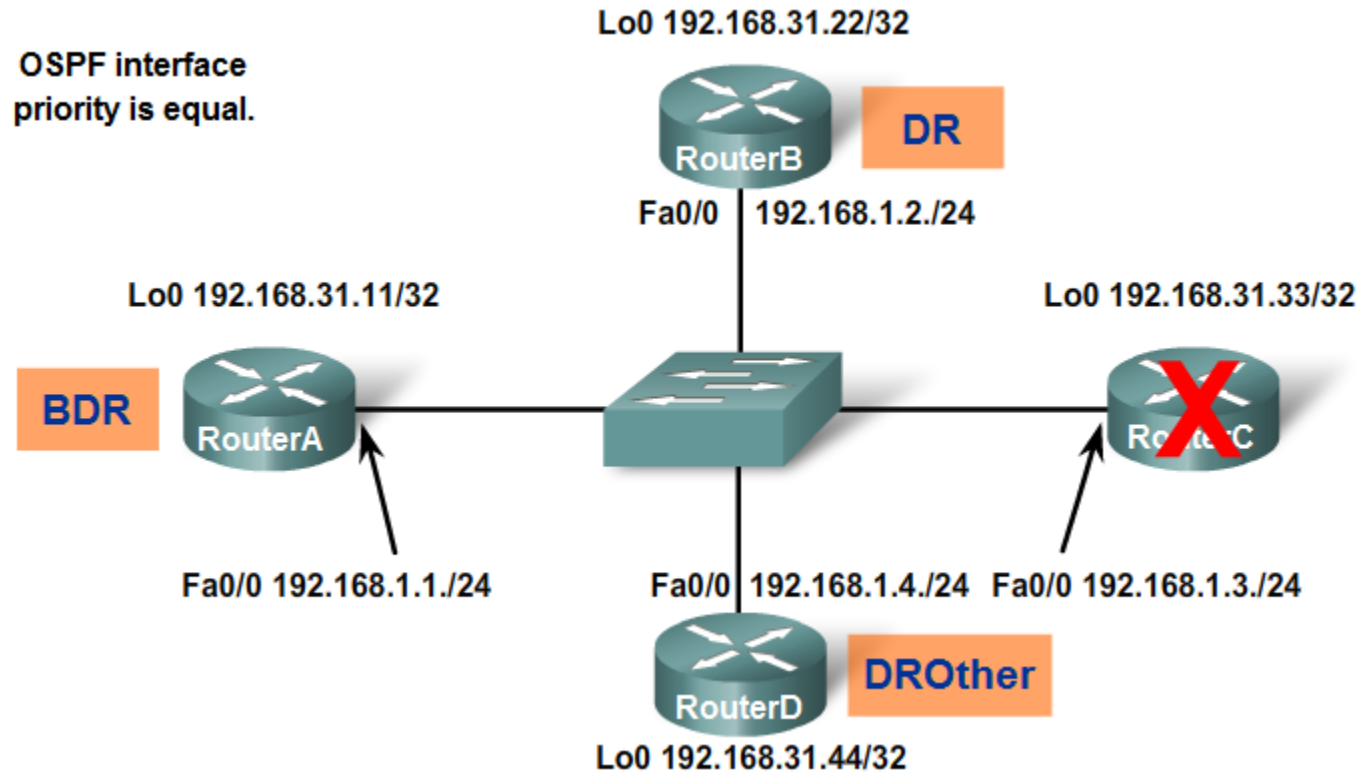 Lo0 192.168.31.22/32
OSPF interface
priority is equal.
RouterB
DR
Fa0/0 192.168.1.2./24
Lo0 192.168.31.11/32
Lo0 192.168.31.33/32
BDR
RouterA
RouterC
X
Fa0/0 192.168.1.1./24
Fa0/0 192.168.1.4./24
Fa0/0 192.168.1.3./24
RouterD
DROther
Lo0 192.168.31.44/32